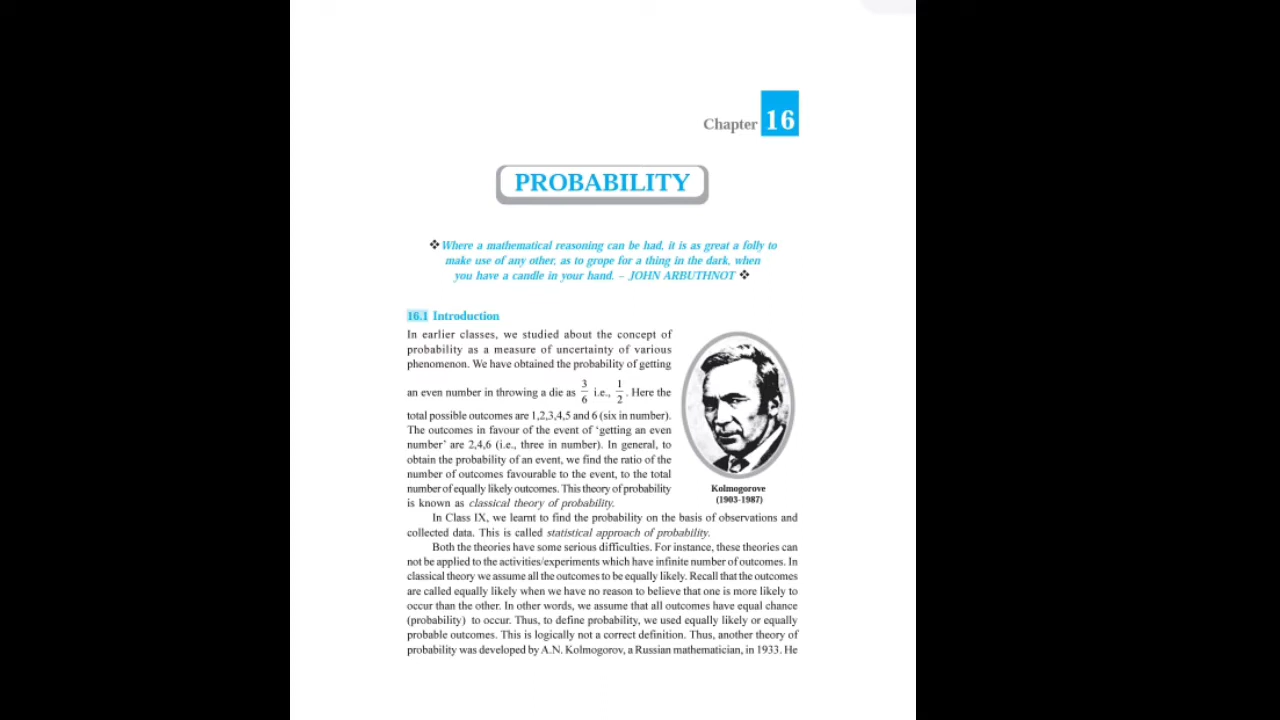 Chapter 16
PROBABILITY
❖ Where a mathematical reasoning can be had, it is as great a folly to
make use of any other, as to grope for a thing in the dark, when
you have a candle in your hand. – JOHN ARBUTHNOT ❖
16.1 Introduction
In earlier classes, we studied about the concept of
probability as a measure of uncertainty of various
phenomenon. We have obtained the probability of getting
an even number in throwing a die as 3/6 i.e., 1/2. Here the
total possible outcomes are 1,2,3,4,5 and 6 (six in number).
The outcomes in favour of the event of ‘getting an even
number’ are 2,4,6 (i.e., three in number). In general, to
obtain the probability of an event, we find the ratio of the
number of outcomes favourable to the event, to the total
number of equally likely outcomes. This theory of probability
is known as classical theory of probability.
Kolmogorove
(1903-1987)
In Class IX, we learnt to find the probability on the basis of observations and
collected data. This is called statistical approach of probability.
Both the theories have some serious difficulties. For instance, these theories can
not be applied to the activities/experiments which have infinite number of outcomes. In
classical theory we assume all the outcomes to be equally likely. Recall that the outcomes
are called equally likely when we have no reason to believe that one is more likely to
occur than the other. In other words, we assume that all outcomes have equal chance
(probability) to occur. Thus, to define probability, we used equally likely or equally
probable outcomes. This is logically not a correct definition. Thus, another theory of
probability was developed by A.N. Kolmogorov, a Russian mathematician, in 1933. He